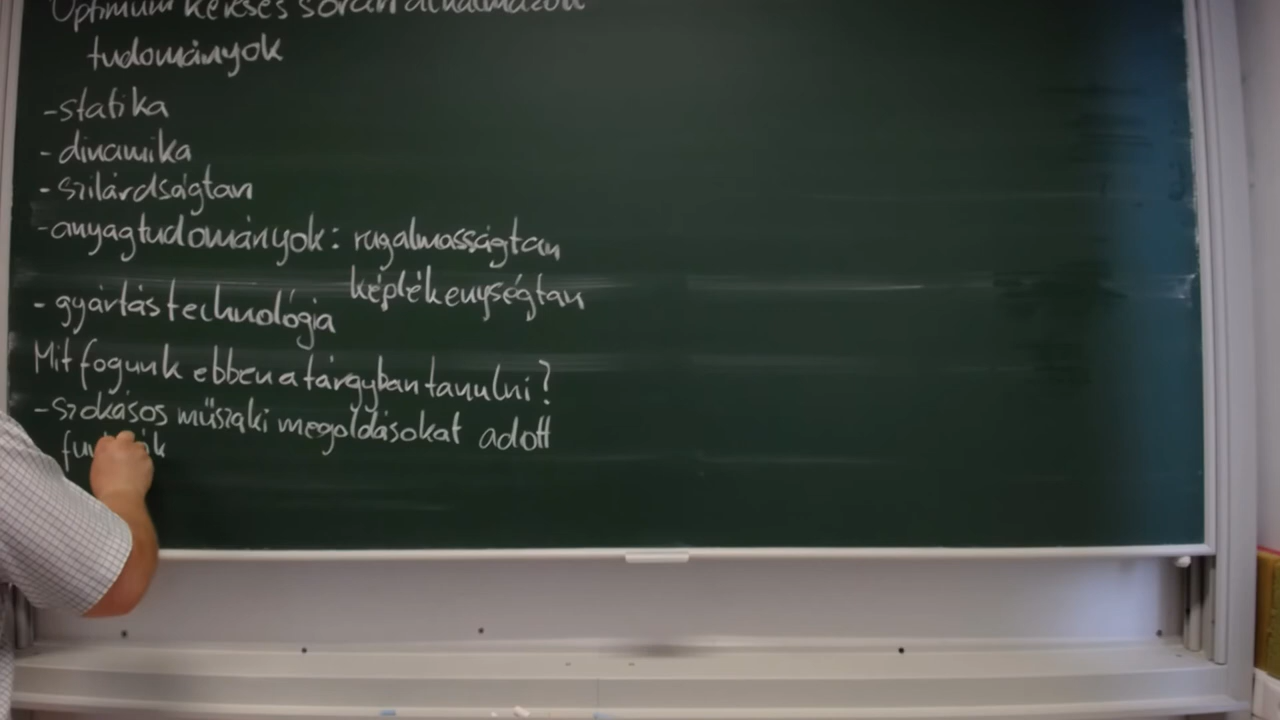 Optimum keresés során alkalmazott
tudományok
-statika
-dinamika
-szilárdságtan
-anyagtudományok: rugalmasságtan
képlékenységtan
-gyártástechnológia
Mit fogunk ebben a tárgyban tanulni?
-szokásos műszaki megoldásokat adott